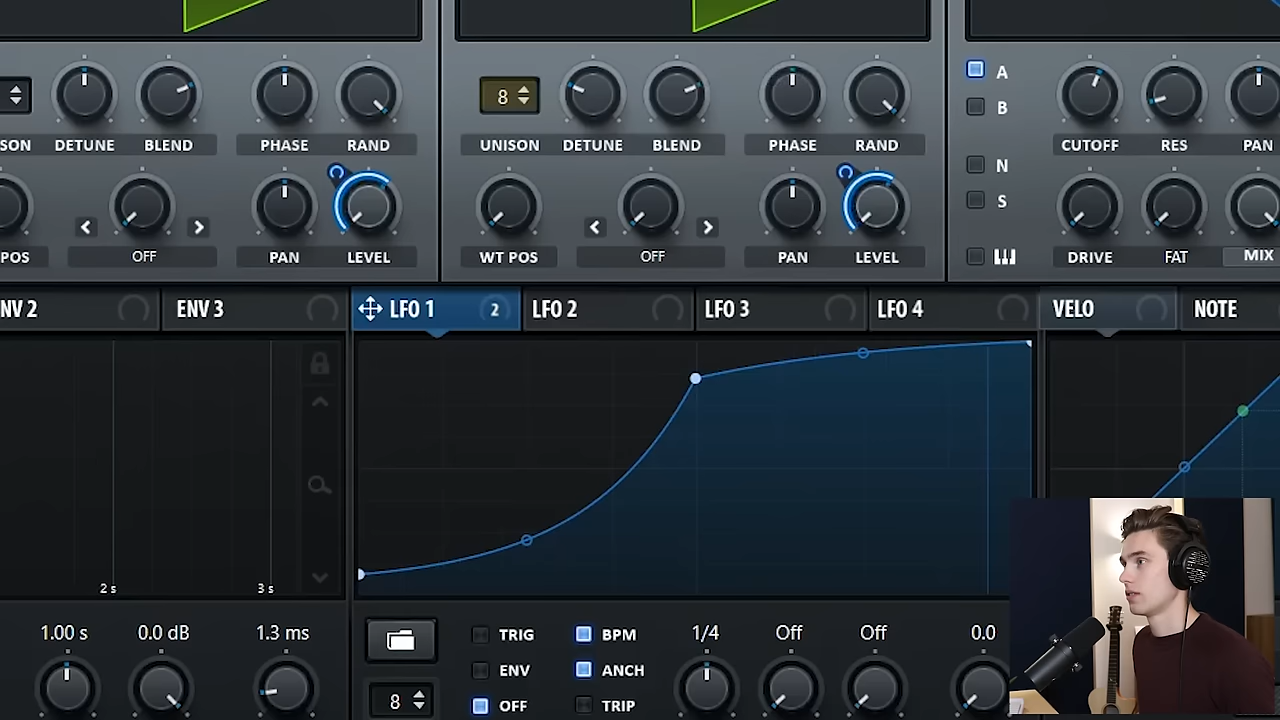 8
A
B
SON DETUNE BLEND PHASE RAND UNISON DETUNE BLEND PHASE RAND CUTOFF RES PAN
N
S
POS OFF PAN LEVEL WT POS OFF PAN LEVEL DRIVE FAT MIX
NV 2 ENV 3 LFO 1 2 LFO 2 LFO 3 LFO 4 VELO NOTE
2 s 3 s
1.00 s 0.0 dB 1.3 ms TRIG BPM 1/4 Off Off 0.0
ENV ANCH
8 OFF TRIP